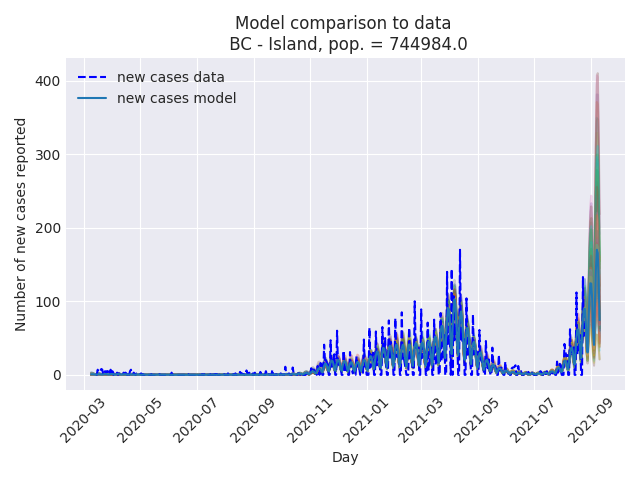 Model comparison to data
BC - Island, pop. = 744984.0
new cases data
new cases model
Number of new cases reported
400
300
200
100
0
2020-03
2020-05
2020-07
2020-09
2020-11
2021-01
2021-03
2021-05
2021-07
2021-09
Day